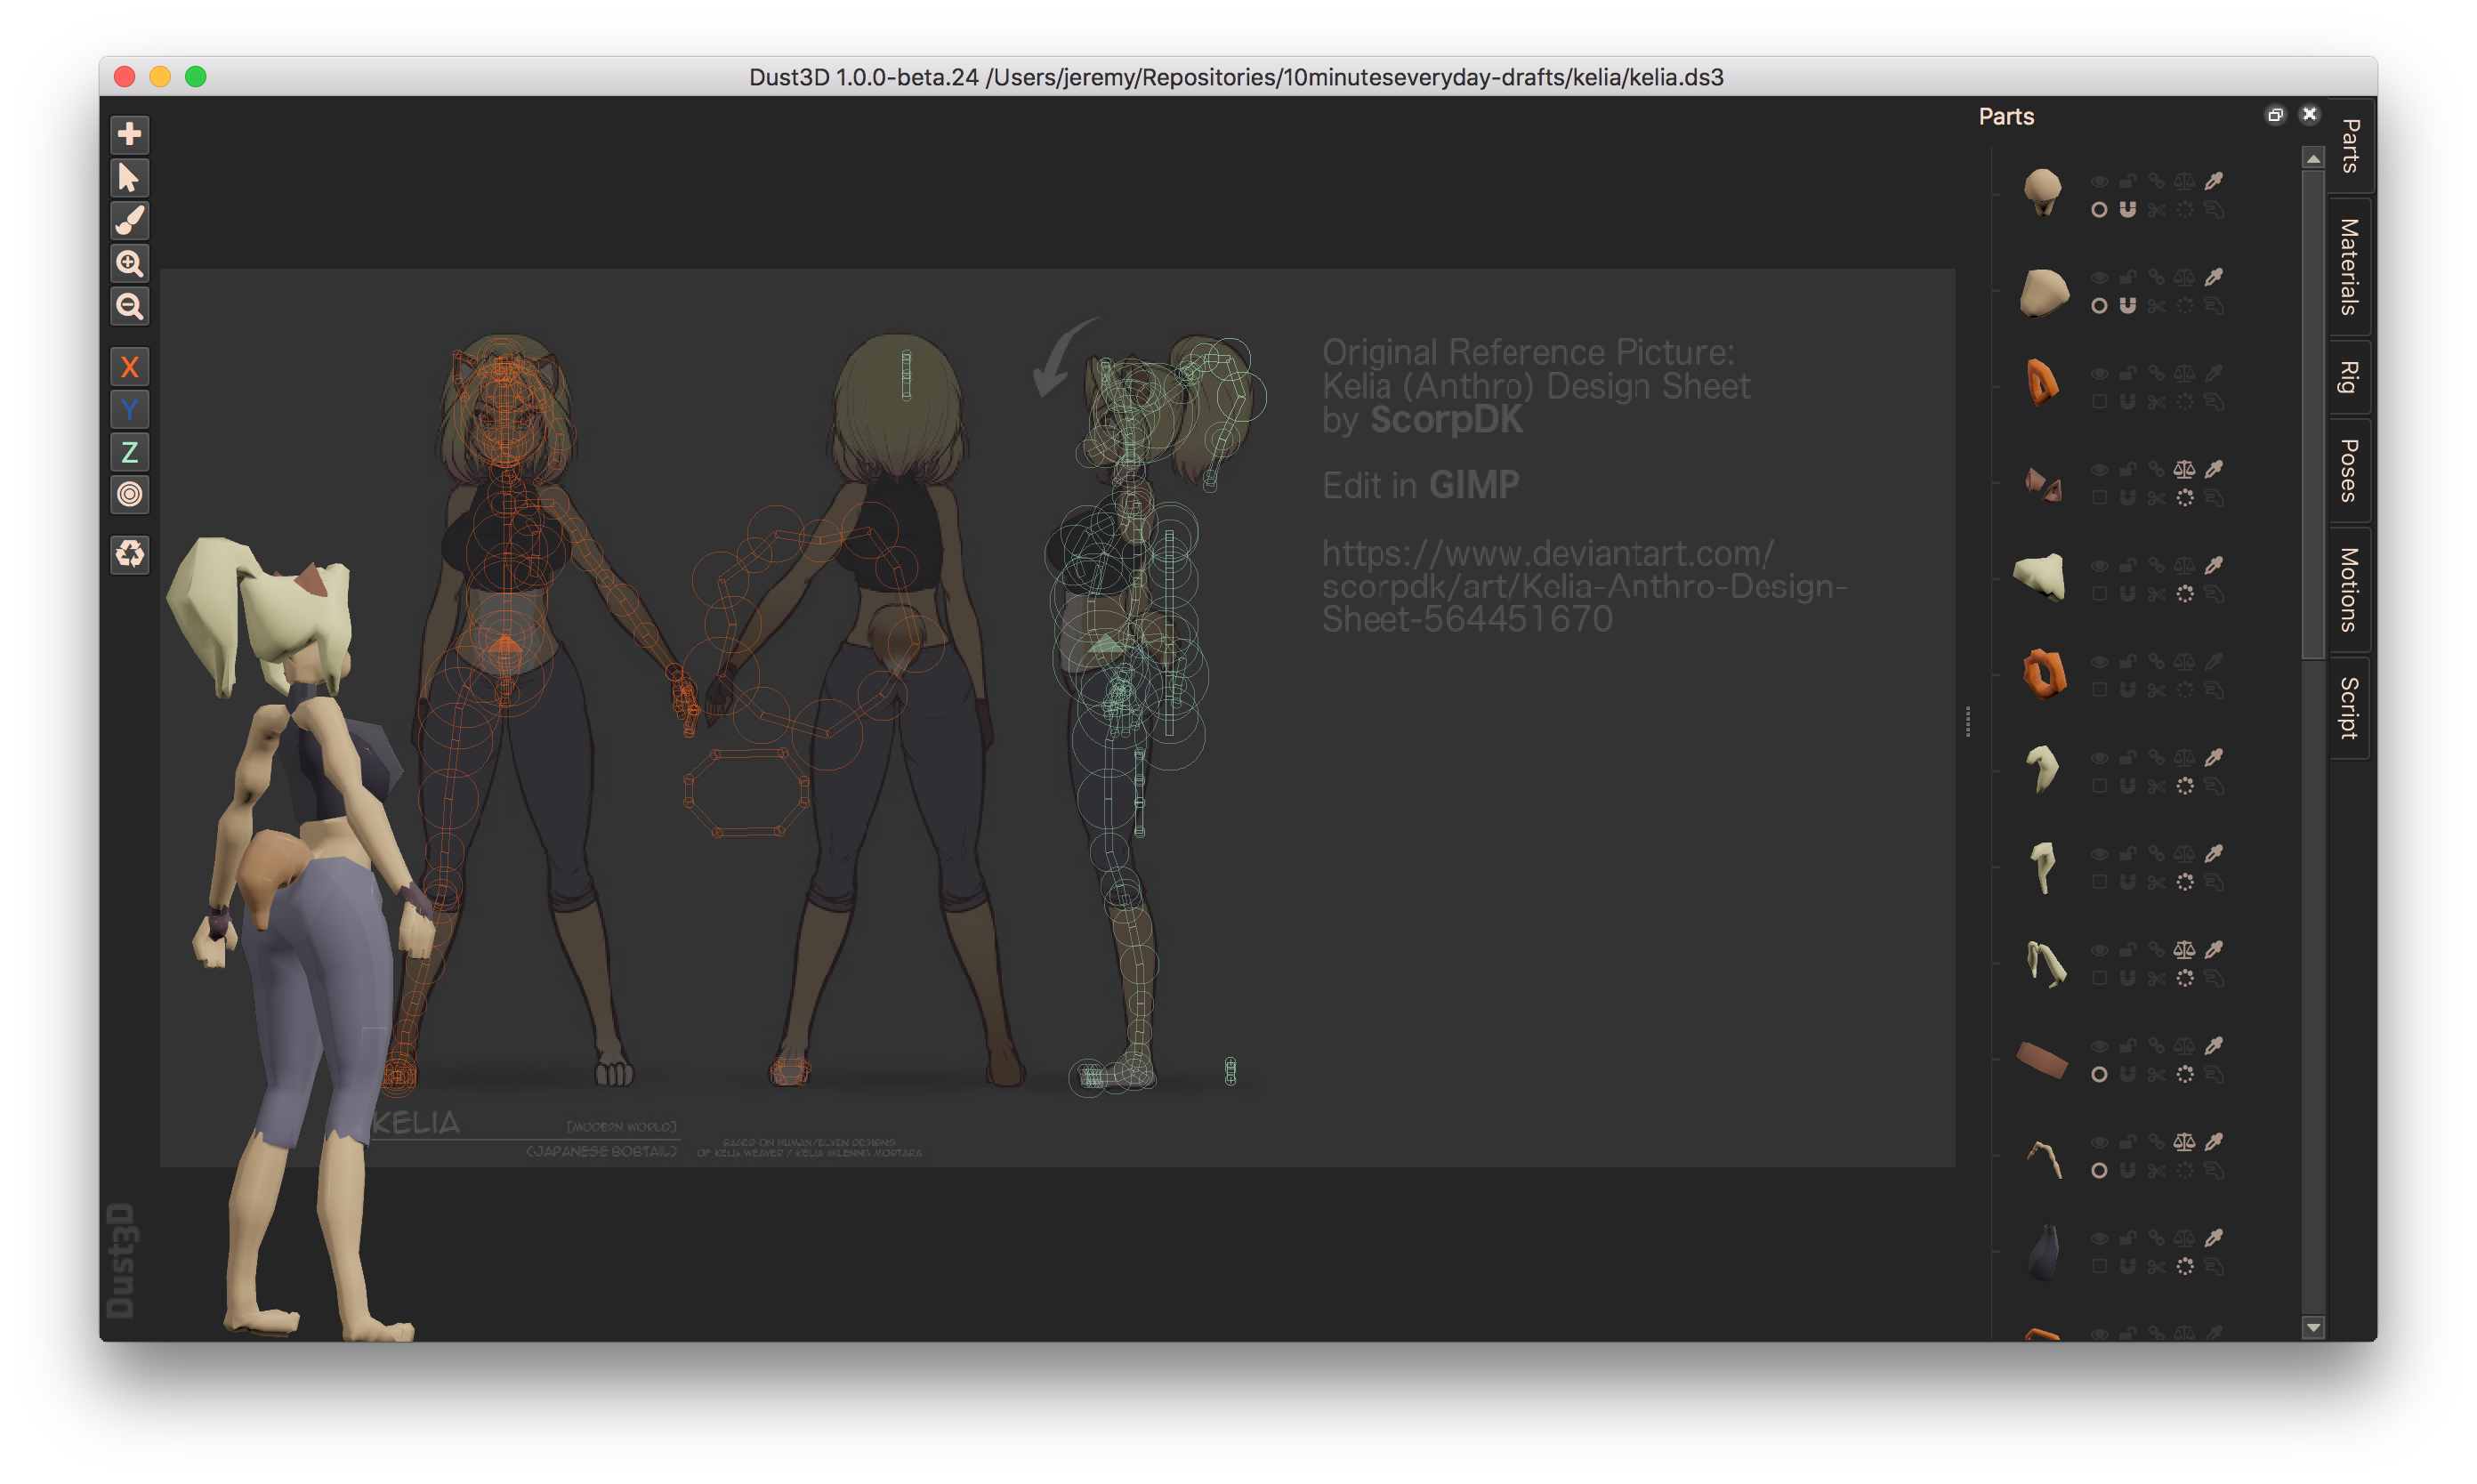 Dust3D 1.0.0-beta.24 /Users/jeremy/Repositories/10minuteseveryday-drafts/kelia/kelia.ds3
Parts
Parts
Materials
Rig
Poses
Motions
Script
X
Y
Z
Original Reference Picture:
Kelia (Anthro) Design Sheet
by ScorpDK
Edit in GIMP
https://www.deviantart.com/
scorpdk/art/Kelia-Anthro-Design-
Sheet-564451670
KELIA
[MODERN WORLD]
(JAPANESE BOBTAIL)
BASED ON HUMAN/ELVEN DESIGNS
OF KELIA WEAVER / KELIA
Dust3D